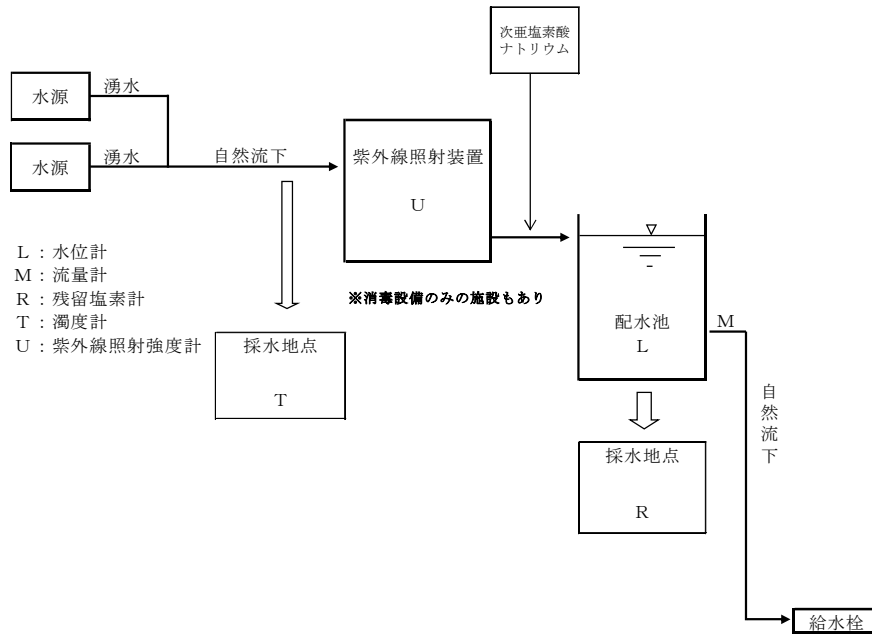 次亜塩素酸
ナトリウム
水源
湧水
水源
湧水
自然流下
紫外線照射装置
U
L：水位計
M：流量計
R：残留塩素計
T：濁度計
U：紫外線照射強度計
※消毒設備のみの施設もあり
採水地点
T
配水池
L
M
自然流下
採水地点
R
給水栓